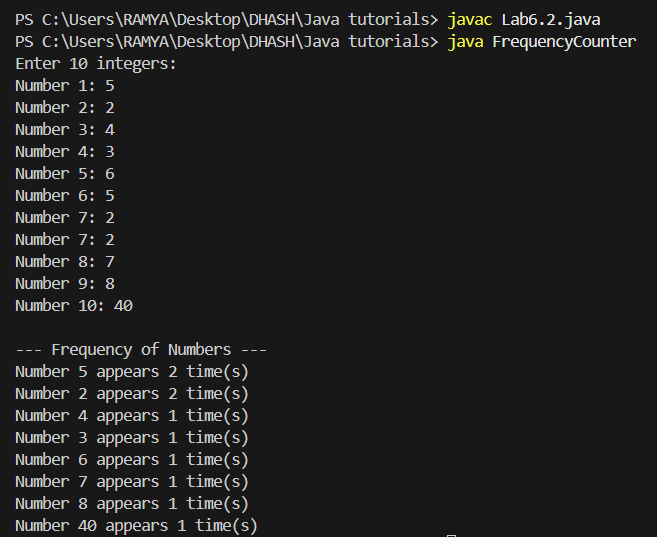 PS C:\Users\RAMYA\Desktop\DHASH\Java tutorials> javac Lab6.2.java
PS C:\Users\RAMYA\Desktop\DHASH\Java tutorials> java FrequencyCounter
Enter 10 integers:
Number 1: 5
Number 2: 2
Number 3: 4
Number 4: 3
Number 5: 6
Number 6: 5
Number 7: 2
Number 7: 2
Number 8: 7
Number 9: 8
Number 10: 40
--- Frequency of Numbers ---
Number 5 appears 2 time(s)
Number 2 appears 2 time(s)
Number 4 appears 1 time(s)
Number 3 appears 1 time(s)
Number 6 appears 1 time(s)
Number 7 appears 1 time(s)
Number 8 appears 1 time(s)
Number 40 appears 1 time(s)